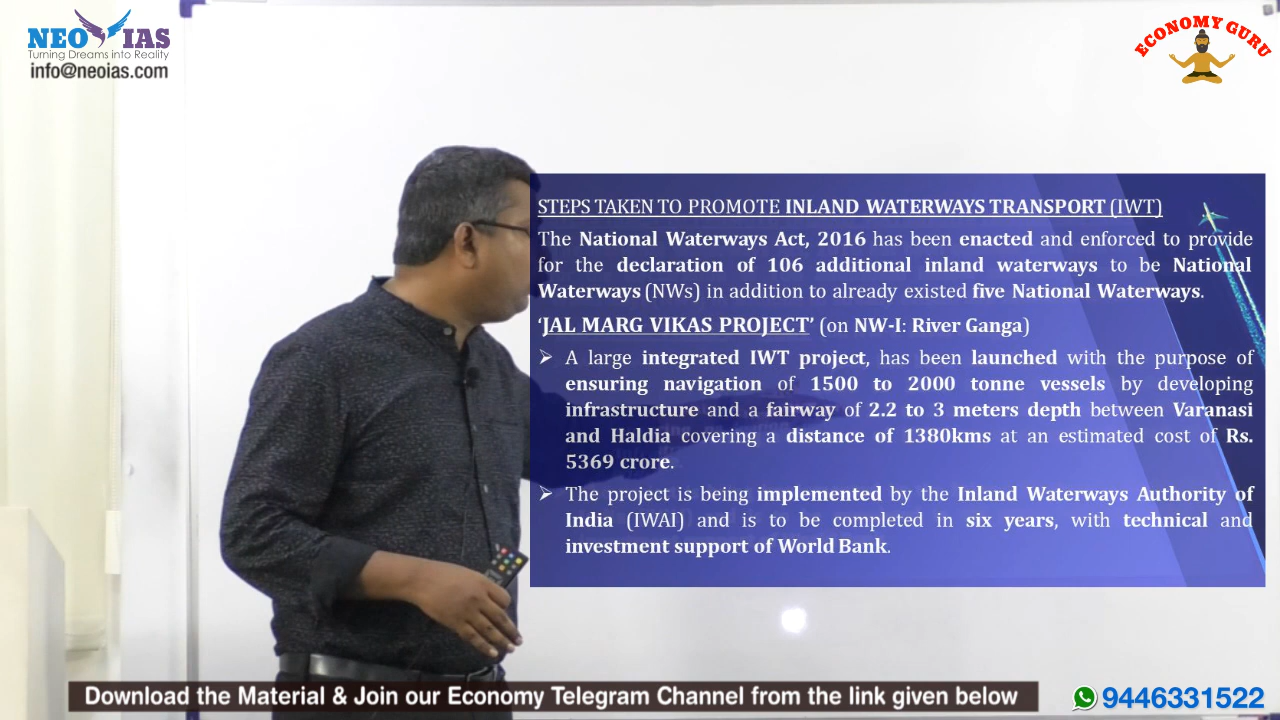 NEO IAS
Turning Dreams into Reality
info@neoias.com
ECONOMY GURU
STEPS TAKEN TO PROMOTE INLAND WATERWAYS TRANSPORT (IWT)
The National Waterways Act, 2016 has been enacted and enforced to provide
for the declaration of 106 additional inland waterways to be National
Waterways (NWs) in addition to already existed five National Waterways.
‘JAL MARG VIKAS PROJECT’ (on NW-I: River Ganga)
➢ A large integrated IWT project, has been launched with the purpose of
ensuring navigation of 1500 to 2000 tonne vessels by developing
infrastructure and a fairway of 2.2 to 3 meters depth between Varanasi
and Haldia covering a distance of 1380kms at an estimated cost of Rs.
5369 crore.
➢ The project is being implemented by the Inland Waterways Authority of
India (IWAI) and is to be completed in six years, with technical and
investment support of World Bank.
Download the Material & Join our Economy Telegram Channel from the link given below
9446331522